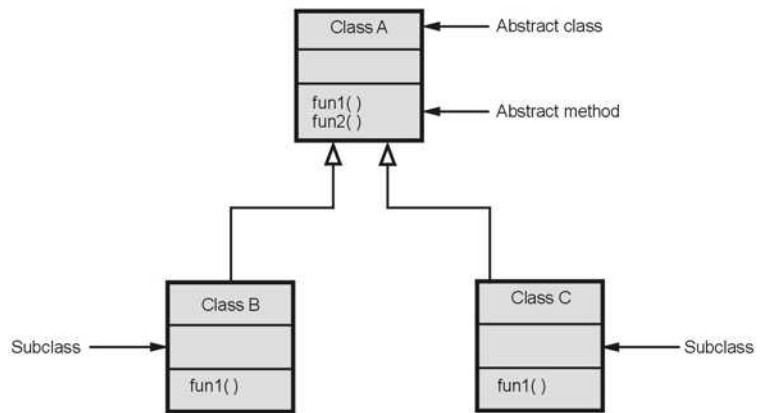 Class A
Abstract class
fun1( )
fun2( )
Abstract method
Class B
Class C
Subclass
Subclass
fun1( )
fun1( )